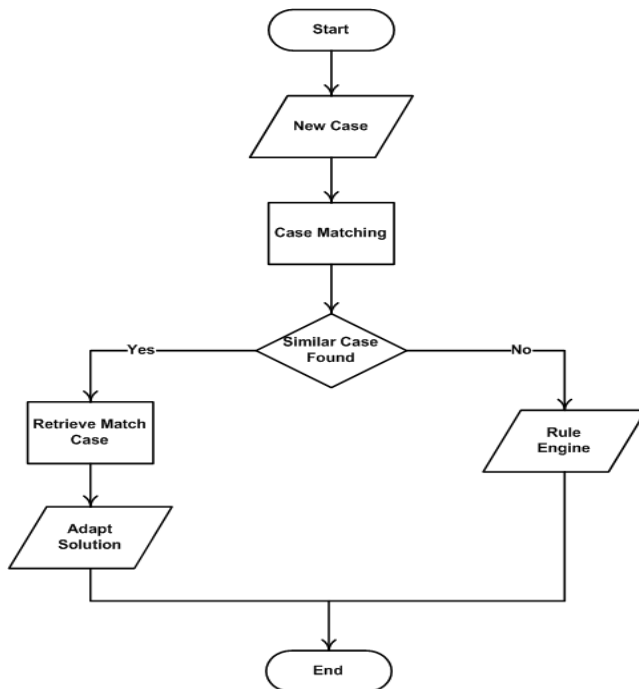 Start
New Case
Case Matching
Similar Case
Found
Yes
No
Retrieve Match
Case
Rule
Engine
Adapt
Solution
End